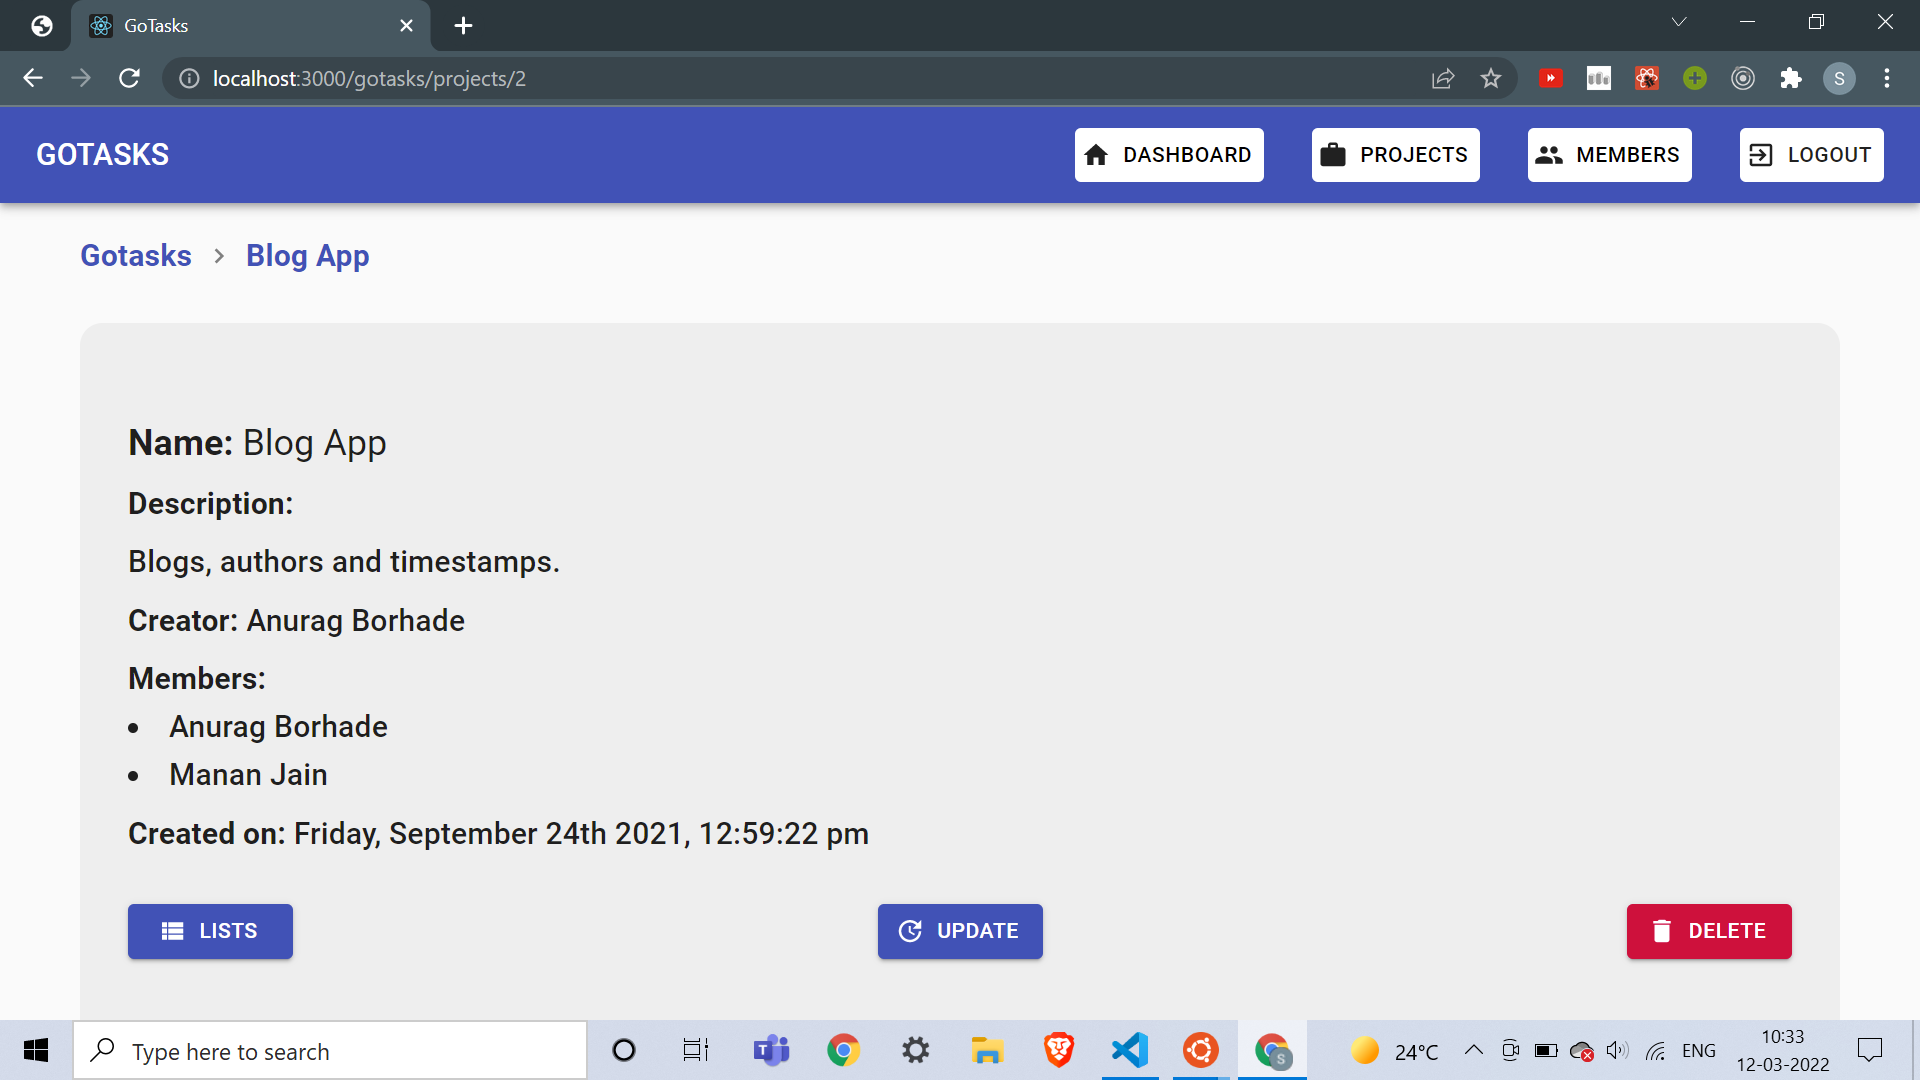 GoTasks
localhost:3000/gotasks/projects/2
S
GOTASKS
DASHBOARD
PROJECTS
MEMBERS
LOGOUT
Gotasks > Blog App
Name: Blog App
Description:
Blogs, authors and timestamps.
Creator: Anurag Borhade
Members:
• Anurag Borhade
• Manan Jain
Created on: Friday, September 24th 2021, 12:59:22 pm
LISTS
UPDATE
DELETE
Type here to search
24°C
ENG
10:33
12-03-2022